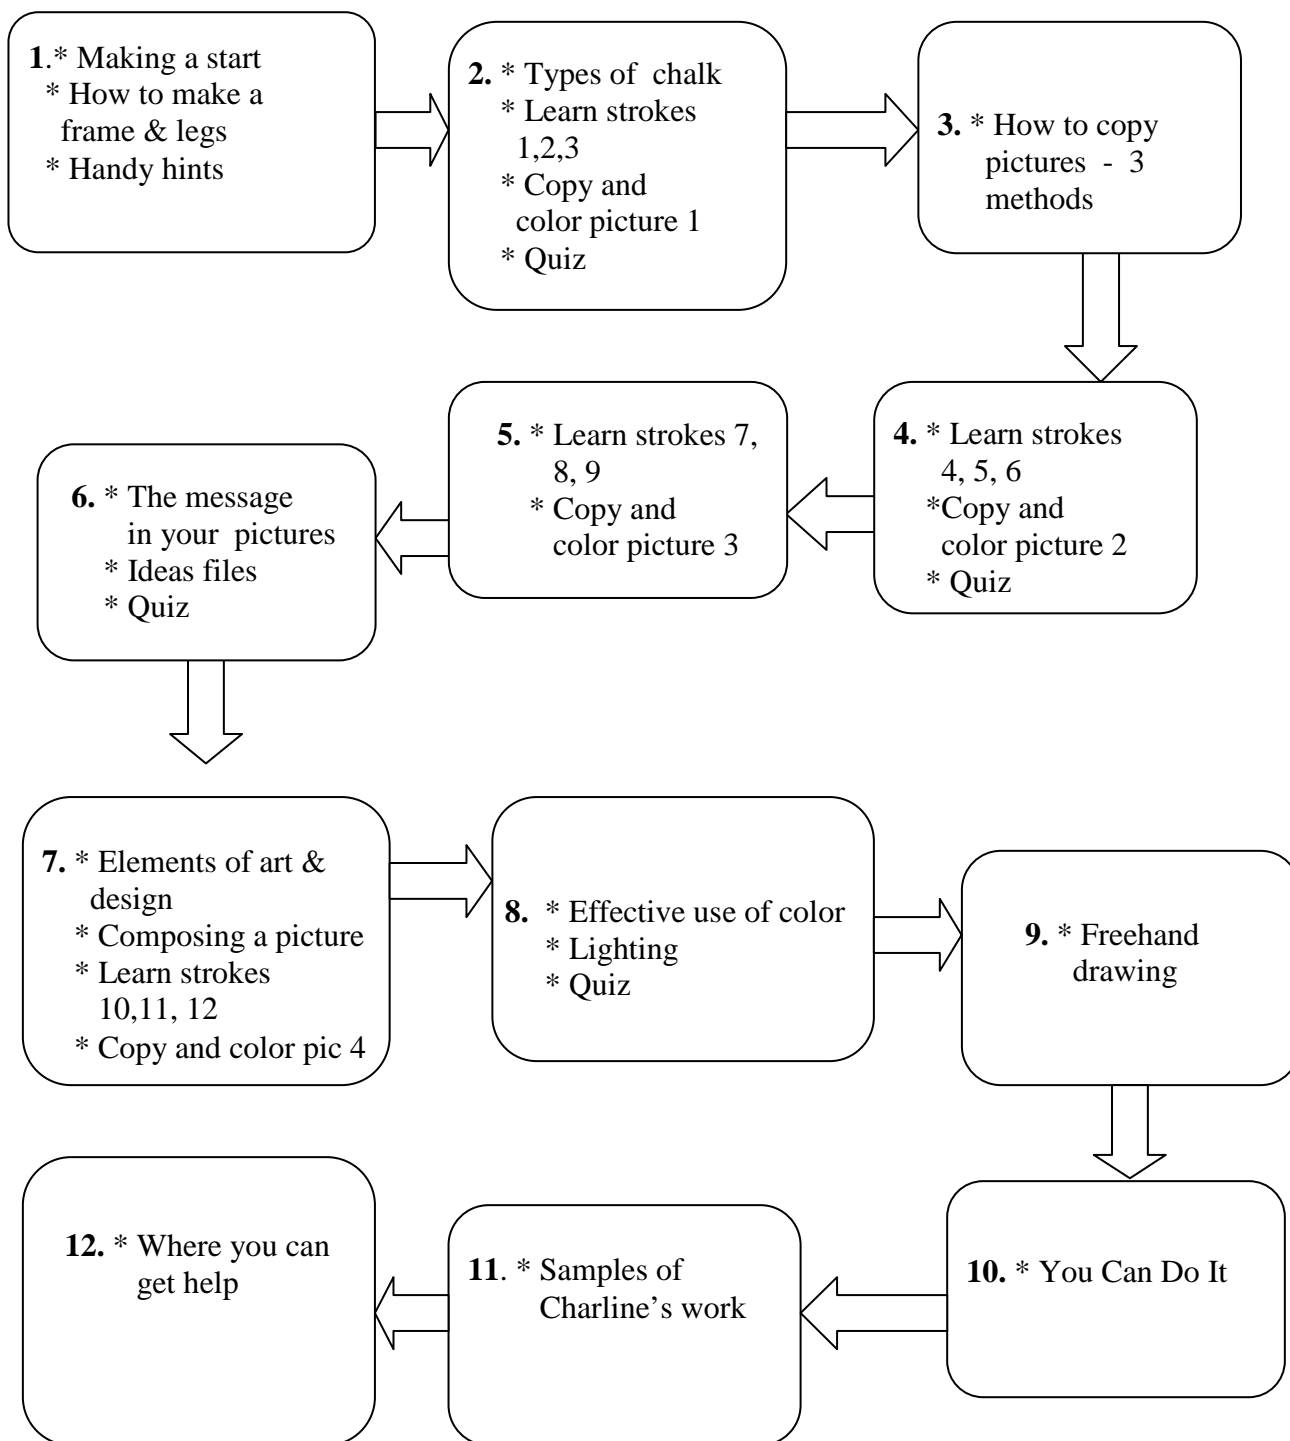 1.* Making a start
* How to make a
frame & legs
* Handy hints
2. * Types of chalk
* Learn strokes
1,2,3
* Copy and
color picture 1
* Quiz
3. * How to copy
pictures - 3
methods
4. * Learn strokes
4, 5, 6
*Copy and
color picture 2
* Quiz
5. * Learn strokes 7,
8, 9
* Copy and
color picture 3
6. * The message
in your pictures
* Ideas files
* Quiz
7. * Elements of art &
design
* Composing a picture
* Learn strokes
10,11, 12
* Copy and color pic 4
8. * Effective use of color
* Lighting
* Quiz
9. * Freehand
drawing
10. * You Can Do It
11. * Samples of
Charline’s work
12. * Where you can
get help